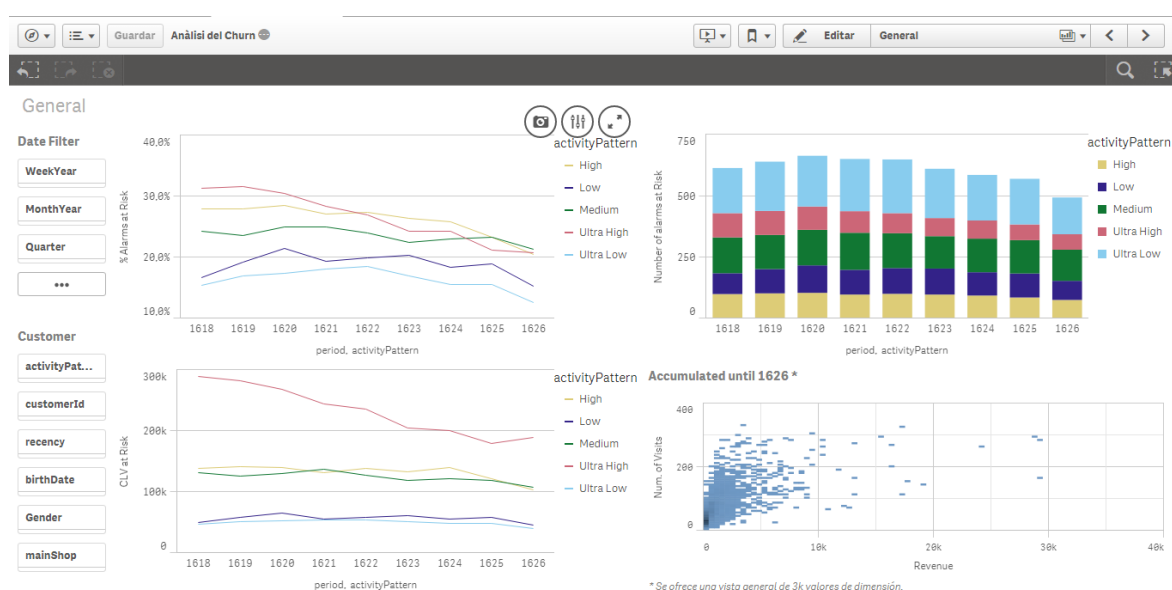 Guardar
Anàlisi del Churn
Editar
General
General
Date Filter
WeekYear
MonthYear
Quarter
•••
Customer
activityPat...
customerId
recency
birthDate
Gender
mainShop
% Alarms at Risk
40,0%
30,0%
20,0%
10,0%
1618 1619 1620 1621 1622 1623 1624 1625 1626
period, activityPattern
activityPattern
High
Low
Medium
Ultra High
Ultra Low
Number of alarms at Risk
750
500
250
0
1618 1619 1620 1621 1622 1623 1624 1625 1626
period, activityPattern
activityPattern
High
Low
Medium
Ultra High
Ultra Low
CLV at Risk
300k
200k
100k
0
1618 1619 1620 1621 1622 1623 1624 1625 1626
period, activityPattern
activityPattern
High
Low
Medium
Ultra High
Ultra Low
Accumulated until 1626 *
Num. of Visits
400
200
0
0 10k 20k 30k 40k
Revenue
* Se ofrece una vista general de 3k valores de dimensión.